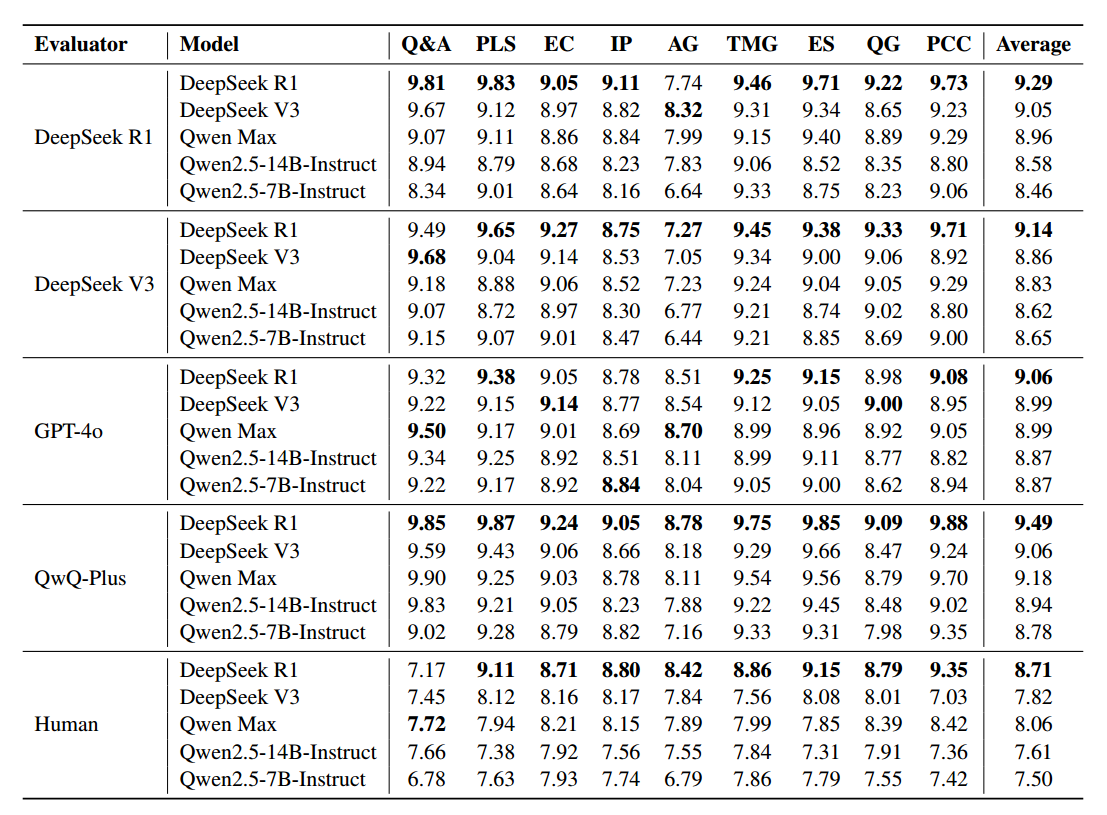 Evaluator Model Q&A PLS EC IP AG TMG ES QG PCC Average
DeepSeek R1 9.81 9.83 9.05 9.11 7.74 9.46 9.71 9.22 9.73 9.29
DeepSeek V3 9.67 9.12 8.97 8.82 8.32 9.31 9.34 8.65 9.23 9.05
DeepSeek R1 Qwen Max 9.07 9.11 8.86 8.84 7.99 9.15 9.40 8.89 9.29 8.96
Qwen2.5-14B-Instruct 8.94 8.79 8.68 8.23 7.83 9.06 8.52 8.35 8.80 8.58
Qwen2.5-7B-Instruct 8.34 9.01 8.64 8.16 6.64 9.33 8.75 8.23 9.06 8.46
DeepSeek R1 9.49 9.65 9.27 8.75 7.27 9.45 9.38 9.33 9.71 9.14
DeepSeek V3 9.68 9.04 9.14 8.53 7.05 9.34 9.00 9.06 8.92 8.86
DeepSeek V3 Qwen Max 9.18 8.88 9.06 8.52 7.23 9.24 9.04 9.05 9.29 8.83
Qwen2.5-14B-Instruct 9.07 8.72 8.97 8.30 6.77 9.21 8.74 9.02 8.80 8.62
Qwen2.5-7B-Instruct 9.15 9.07 9.01 8.47 6.44 9.21 8.85 8.69 9.00 8.65
DeepSeek R1 9.32 9.38 9.05 8.78 8.51 9.25 9.15 8.98 9.08 9.06
DeepSeek V3 9.22 9.15 9.14 8.77 8.54 9.12 9.05 9.00 8.95 8.99
GPT-4o Qwen Max 9.50 9.17 9.01 8.69 8.70 8.99 8.96 8.92 9.05 8.99
Qwen2.5-14B-Instruct 9.34 9.25 8.92 8.51 8.11 8.99 9.11 8.77 8.82 8.87
Qwen2.5-7B-Instruct 9.22 9.17 8.92 8.84 8.04 9.05 9.00 8.62 8.94 8.87
DeepSeek R1 9.85 9.87 9.24 9.05 8.78 9.75 9.85 9.09 9.88 9.49
DeepSeek V3 9.59 9.43 9.06 8.66 8.18 9.29 9.66 8.47 9.24 9.06
QwQ-Plus Qwen Max 9.90 9.25 9.03 8.78 8.11 9.54 9.56 8.79 9.70 9.18
Qwen2.5-14B-Instruct 9.83 9.21 9.05 8.23 7.88 9.22 9.45 8.48 9.02 8.94
Qwen2.5-7B-Instruct 9.02 9.28 8.79 8.82 7.16 9.33 9.31 7.98 9.35 8.78
DeepSeek R1 7.17 9.11 8.71 8.80 8.42 8.86 9.15 8.79 9.35 8.71
DeepSeek V3 7.45 8.12 8.16 8.17 7.84 7.56 8.08 8.01 7.03 7.82
Human Qwen Max 7.72 7.94 8.21 8.15 7.89 7.99 7.85 8.39 8.42 8.06
Qwen2.5-14B-Instruct 7.66 7.38 7.92 7.56 7.55 7.84 7.31 7.91 7.36 7.61
Qwen2.5-7B-Instruct 6.78 7.63 7.93 7.74 6.79 7.86 7.79 7.55 7.42 7.50